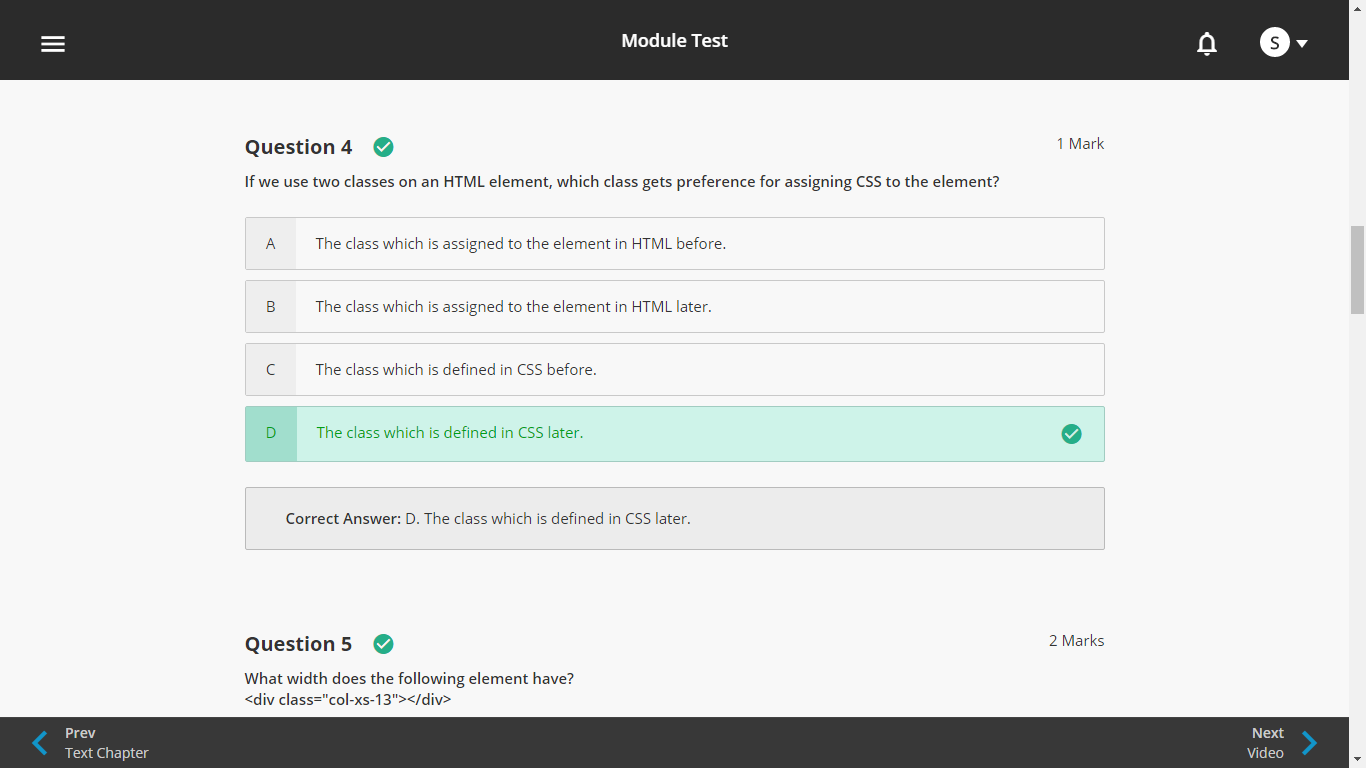 Module Test
S
Question 4
1 Mark
If we use two classes on an HTML element, which class gets preference for assigning CSS to the element?
A The class which is assigned to the element in HTML before.
B The class which is assigned to the element in HTML later.
C The class which is defined in CSS before.
D The class which is defined in CSS later.
Correct Answer: D. The class which is defined in CSS later.
Question 5
2 Marks
What width does the following element have?
<div class="col-xs-13"></div>
Prev
Text Chapter
Next
Video